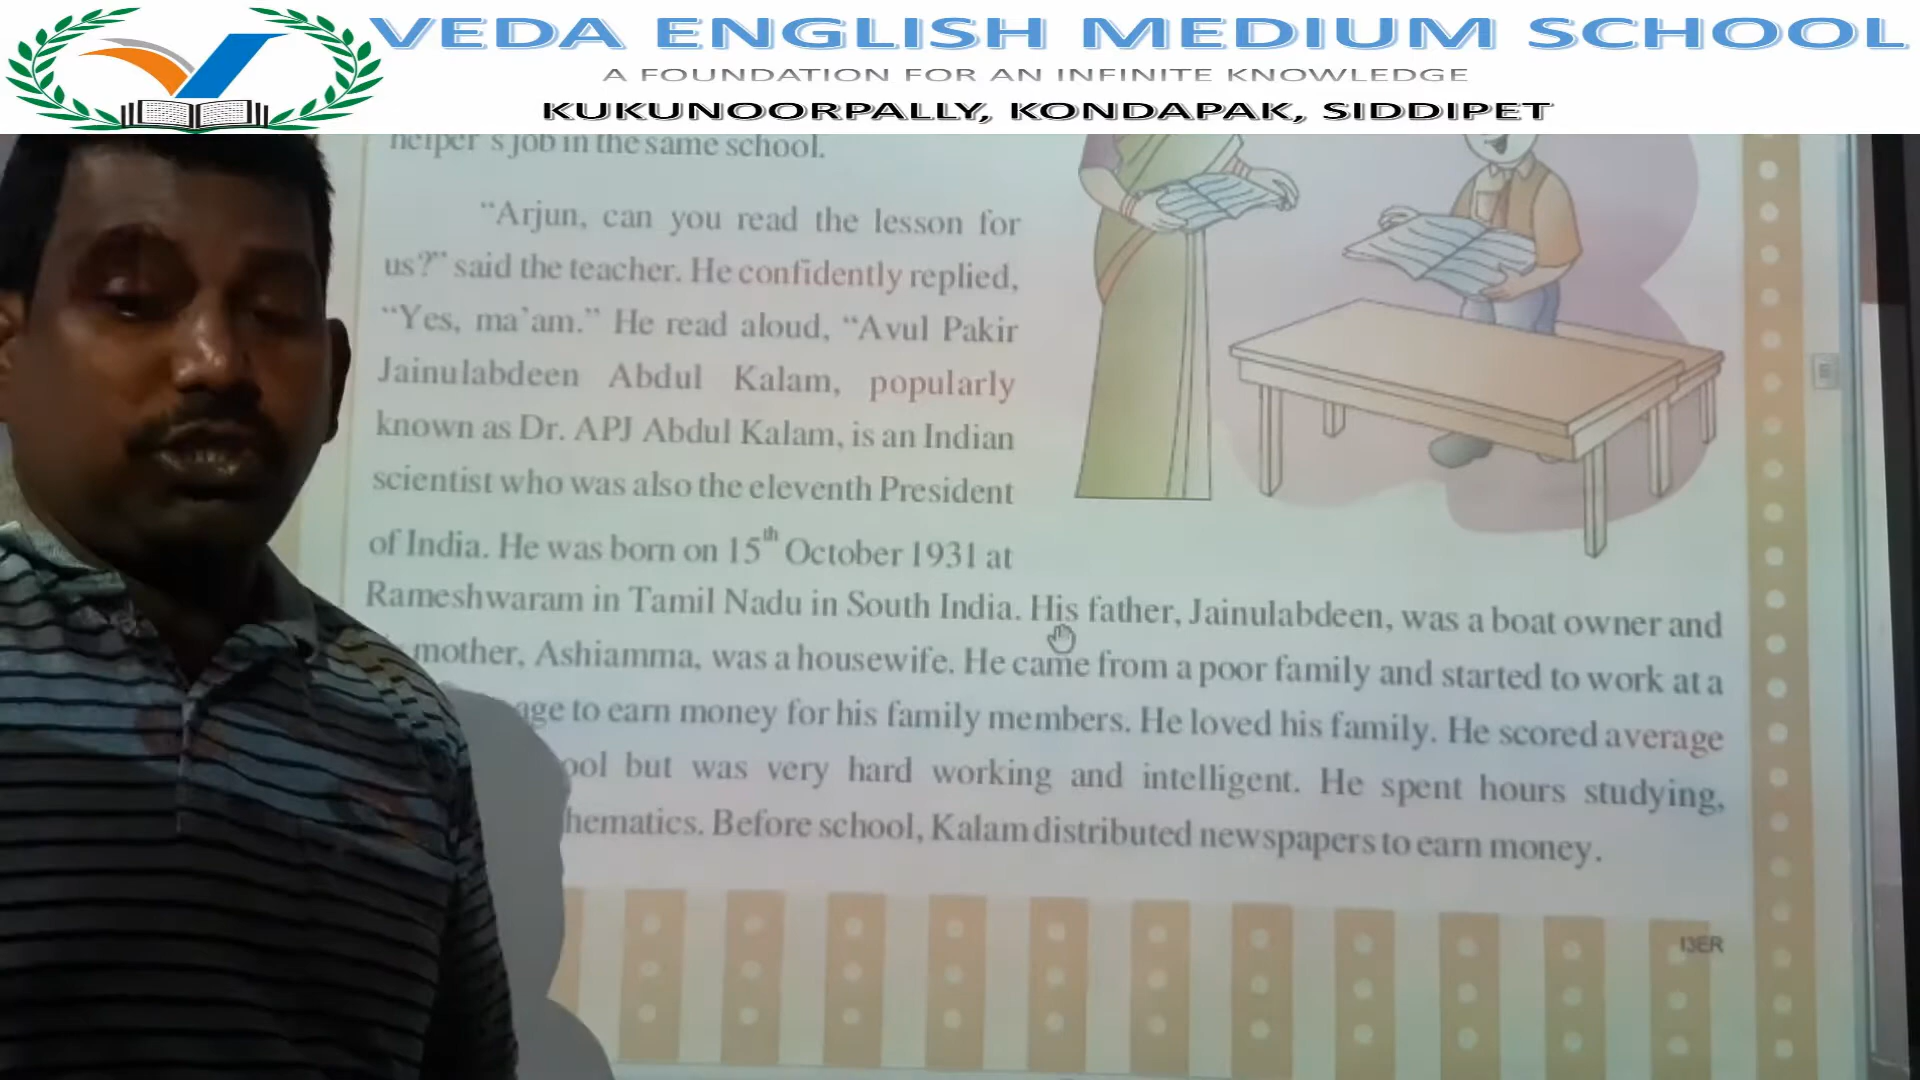 VEDA ENGLISH MEDIUM SCHOOL
A FOUNDATION FOR AN INFINITE KNOWLEDGE
KUKUNOORPALLY, KONDAPAK, SIDDIPET
helper's job in the same school.
“Arjun, can you read the lesson for
us?” said the teacher. He confidently replied,
“Yes, ma’am.” He read aloud, “Avul Pakir
Jainulabdeen Abdul Kalam, popularly
known as Dr. APJ Abdul Kalam, is an Indian
scientist who was also the eleventh President
of India. He was born on 15th October 1931 at
Rameshwaram in Tamil Nadu in South India. His father, Jainulabdeen, was a boat owner and
mother, Ashiamma, was a housewife. He came from a poor family and started to work at a
age to earn money for his family members. He loved his family. He scored average
ool but was very hard working and intelligent. He spent hours studying,
hematics. Before school, Kalam distributed newspapers to earn money.
I3ER